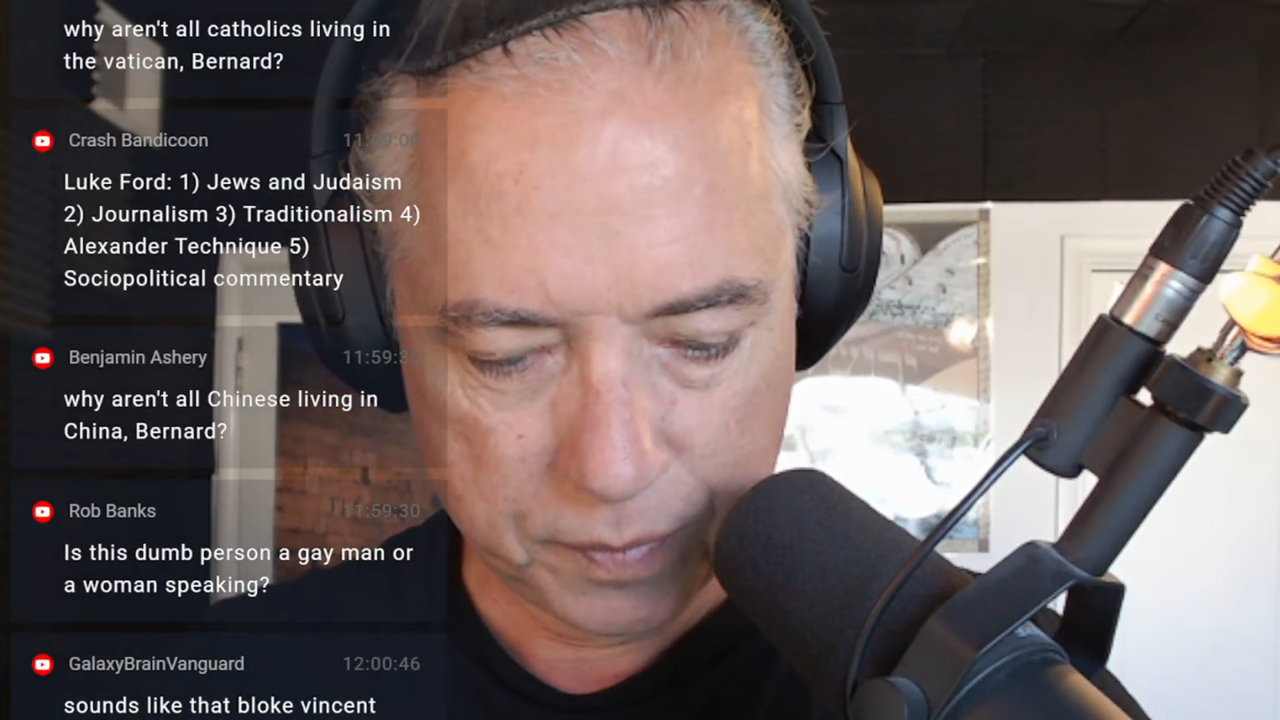 why aren't all catholics living in
the vatican, Bernard?
Crash Bandicoon
Luke Ford: 1) Jews and Judaism
2) Journalism 3) Traditionalism 4)
Alexander Technique 5)
Sociopolitical commentary
Benjamin Ashery
why aren't all Chinese living in
China, Bernard?
Rob Banks 11:59:30
Is this dumb person a gay man or
a woman speaking?
GalaxyBrainVanguard 12:00:46
sounds like that bloke vincent